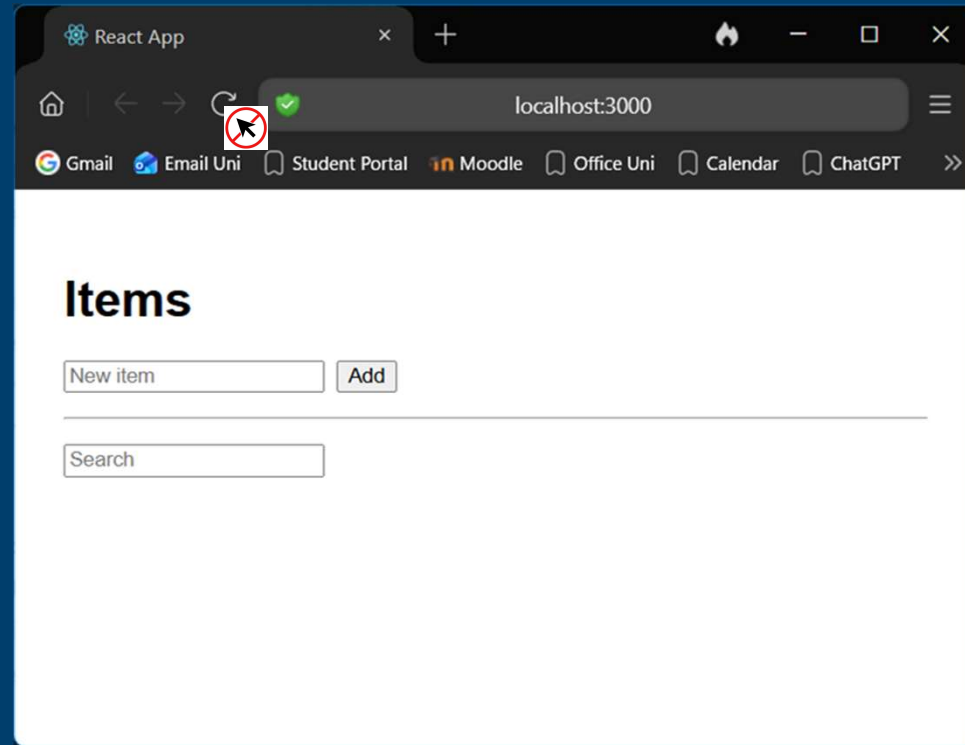 React App
localhost:3000
Gmail Email Uni Student Portal Moodle Office Uni Calendar ChatGPT
Items
New item Add
Search